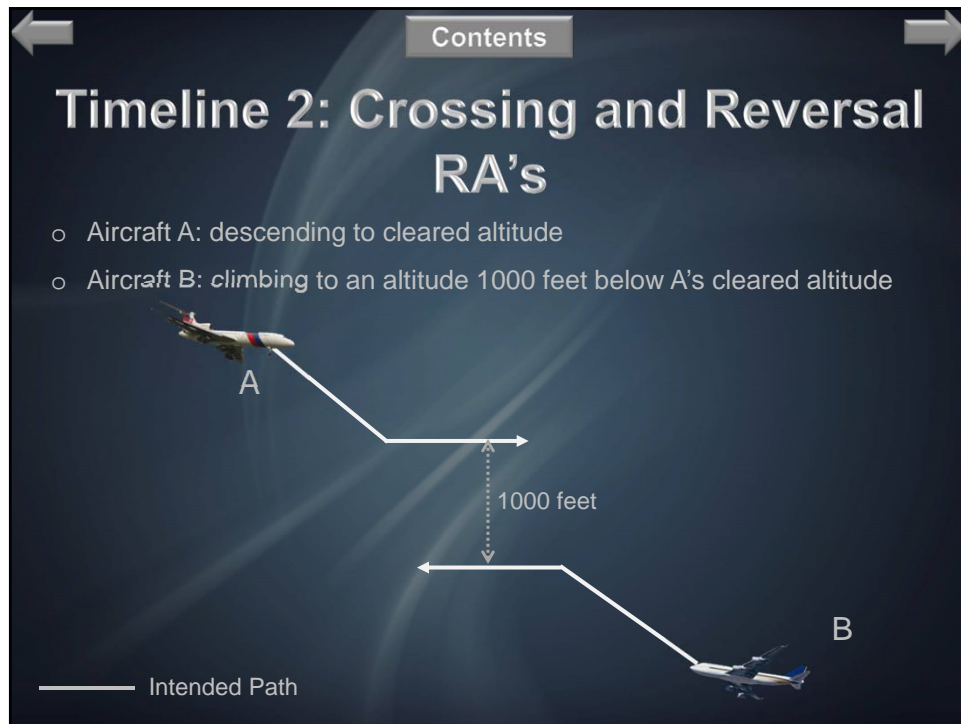 Contents
Timeline 2: Crossing and Reversal
RA’s
o Aircraft A: descending to cleared altitude
o Aircraft B: climbing to an altitude 1000 feet below A’s cleared altitude
A
1000 feet
B
Intended Path